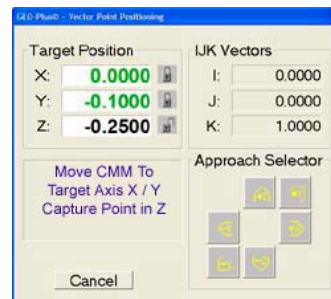 GEO-Plus© - Vector Point Positioning
Target Position
X: 0.0000
Y: -0.1000
Z: -0.2500
IJK Vectors
I: 0.0000
J: 0.0000
K: 1.0000
Move CMM To
Target Axis X / Y
Capture Point in Z
Approach Selector
Cancel